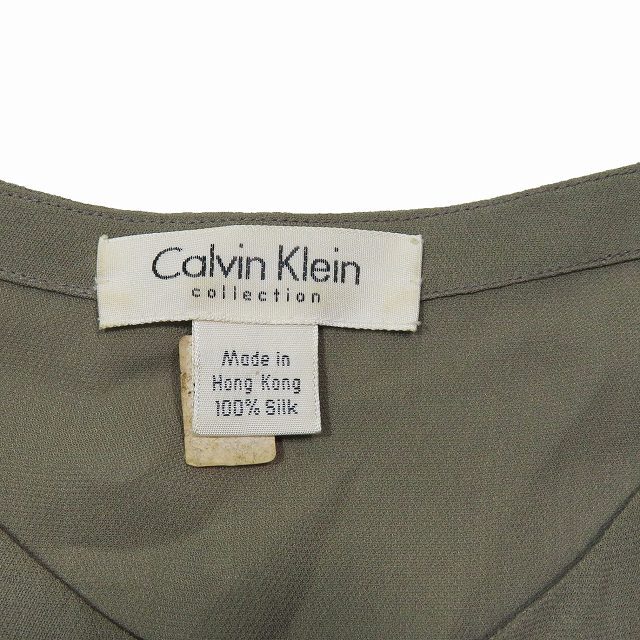 Calvin Klein
collection
Made in
Hong Kong
100% Silk